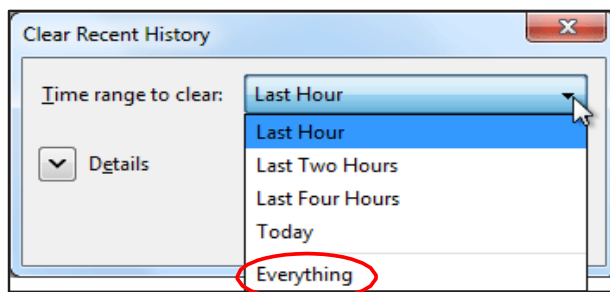 Clear Recent History
Time range to clear: Last Hour
Last Hour
Details Last Two Hours
Last Four Hours
Today
Everything